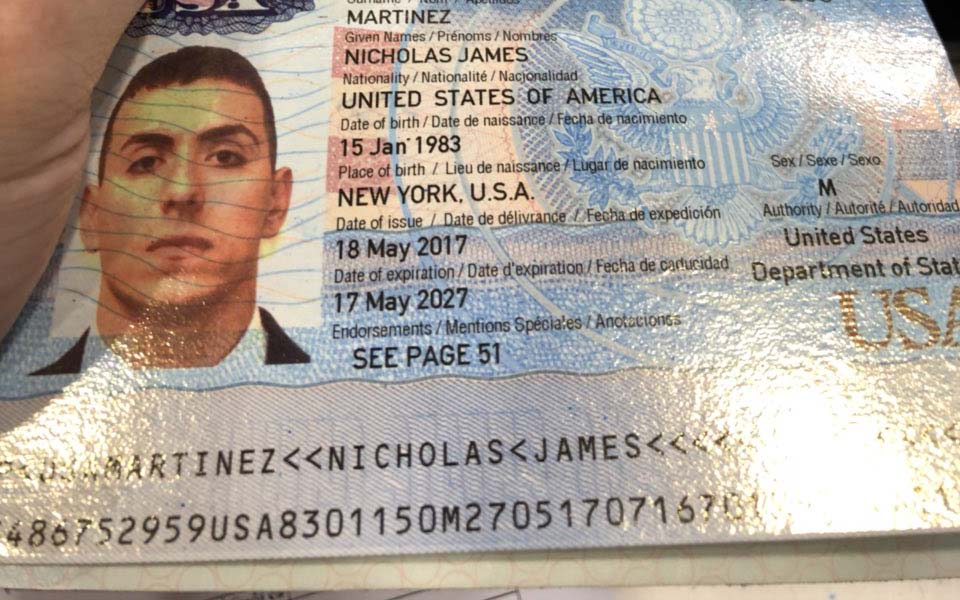 Surname / Nom / Apellidos
MARTINEZ
Given Names / Prénoms / Nombres
NICHOLAS JAMES
Nationality / Nationalité / Nacionalidad
UNITED STATES OF AMERICA
Date of birth / Date de naissance / Fecha de nacimiento
15 Jan 1983
Place of birth / Lieu de naissance / Lugar de nacimiento
Sex / Sexe / Sexo
NEW YORK, U.S.A.
M
Date of issue / Date de délivrance / Fecha de expedición
Authority / Autorité / Autoridad
18 May 2017
United States
Date of expiration / Date d'expiration / Fecha de caducidad
Department of Stat
17 May 2027
USA
Endorsements / Mentions Spéciales / Anotaciones
SEE PAGE 51
MARTINEZ<<NICHOLAS<JAMES<<<<
486752959USA8301150M27051707167